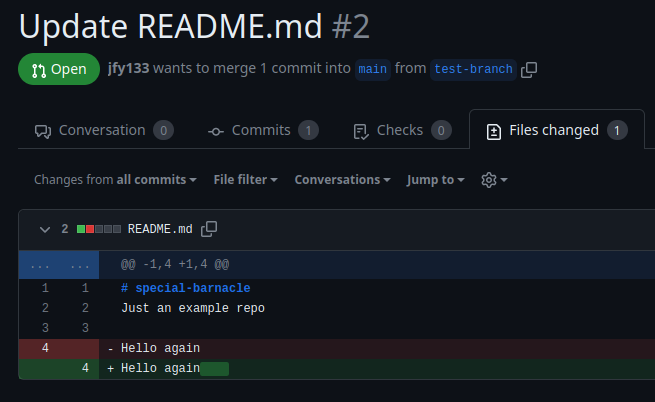 Update README.md #2
Open jfy133 wants to merge 1 commit into main from test-branch
Conversation 0 Commits 1 Checks 0 Files changed 1
Changes from all commits File filter Conversations Jump to
2 README.md
... ... @@ -1,4 +1,4 @@
1 1 # special-barnacle
2 2 Just an example repo
3 3
4 - Hello again
4 + Hello again